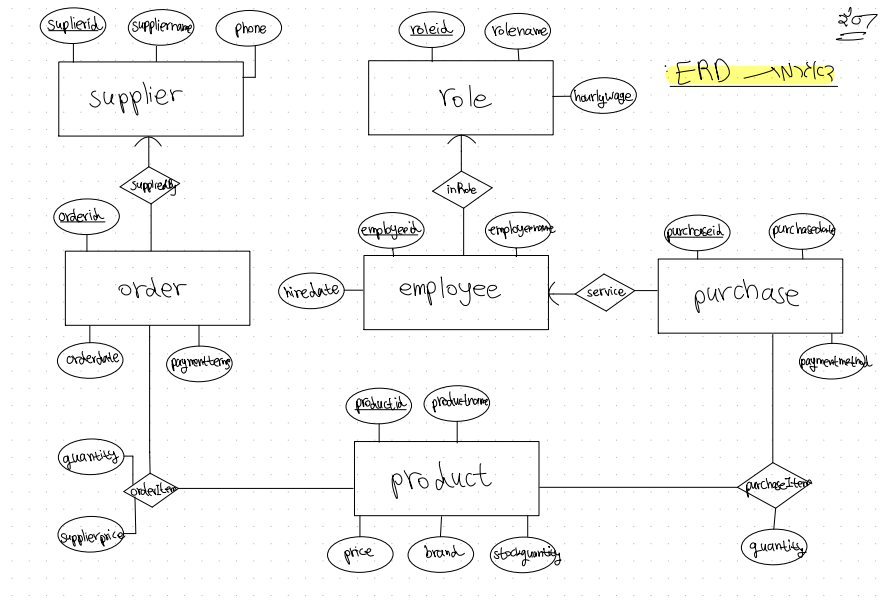 suplierid
suppliername
phone
supplier
roleid
rolename
hourlywage
role
ERD
suppliedBy
inRole
orderid
order
orderdate
paymentterms
employeeid
employeename
hiredate
employee
service
purchaseid
purchasedate
purchase
paymentmethod
productid
productname
product
price
brand
stockquantity
quantity
orderItem
supplierprice
purchaseItem
quantity